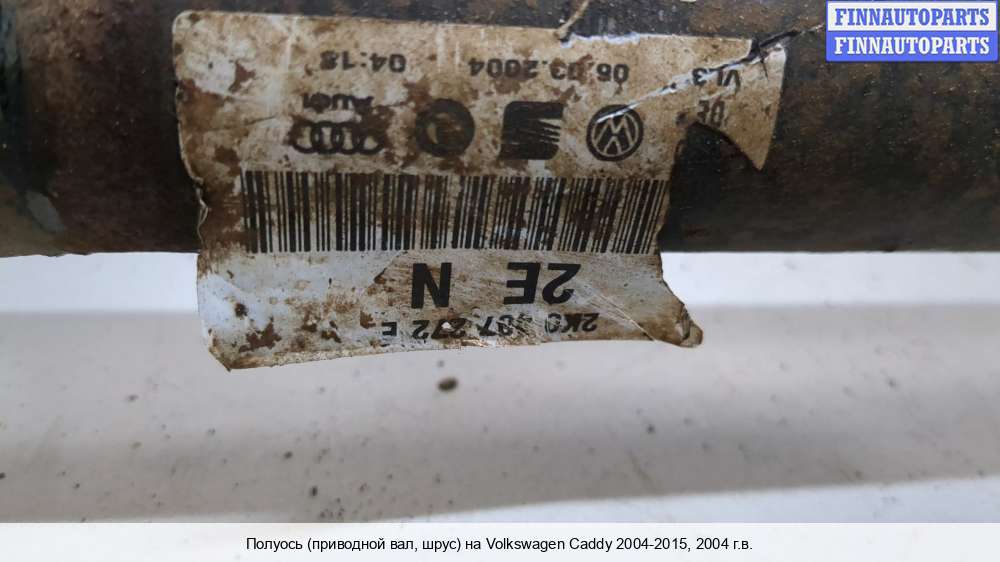 FINNAUTOPARTS
FINNAUTOPARTS
2K0 407 272 E
2E N
Audi
VL3
06.03.2004 04:18
Полуось (приводной вал, шрус) на Volkswagen Caddy 2004-2015, 2004 г.в.